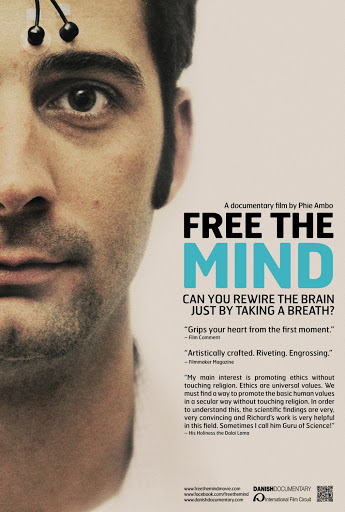 A documentary film by Phie Ambo
FREE THE
MIND
CAN YOU REWIRE THE BRAIN
JUST BY TAKING A BREATH?
“Grips your heart from the first moment.”
– Film Comment
“Artistically crafted. Riveting. Engrossing.”
– Filmmaker Magazine
“My main interest is promoting ethics without
touching religion. Ethics are universal values. We
must find a way to promote the basic human values
in a secular way without touching religion. In order
to understand this, the scientific findings are very,
very convincing and Richard's work is very helpful
in this field. Sometimes I call him Guru of Science!”
– His Holiness the Dalai Lama
www.freethemindmovie.com
www.facebook.com/freethemind
www.danishdocumentary.com
DANISHDOCUMENTARY
International Film Circuit